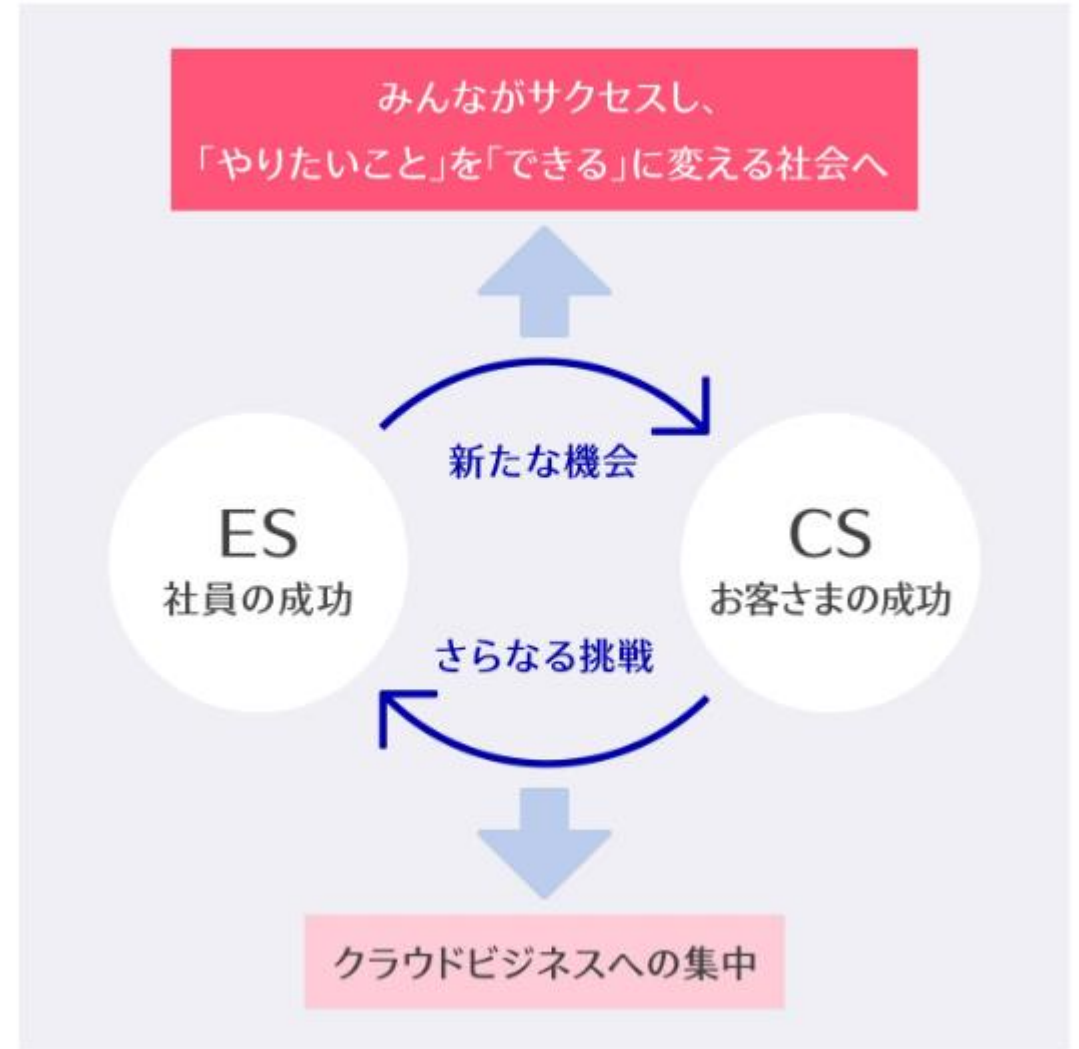 みんながサクセスし、
「やりたいこと」を「できる」に変える社会へ
新たな機会
ES
社員の成功
CS
お客さまの成功
さらなる挑戦
クラウドビジネスへの集中